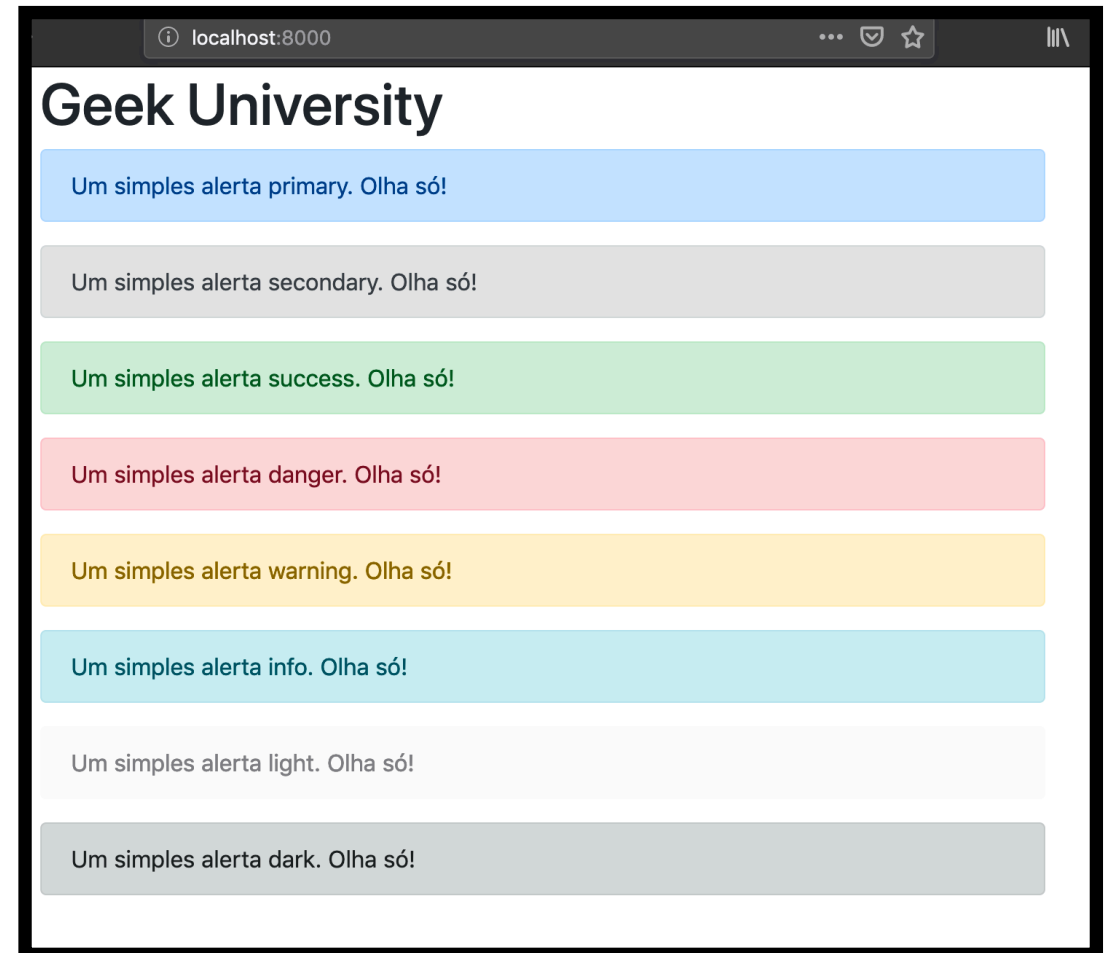 localhost:8000
Geek University
Um simples alerta primary. Olha só!
Um simples alerta secondary. Olha só!
Um simples alerta success. Olha só!
Um simples alerta danger. Olha só!
Um simples alerta warning. Olha só!
Um simples alerta info. Olha só!
Um simples alerta light. Olha só!
Um simples alerta dark. Olha só!